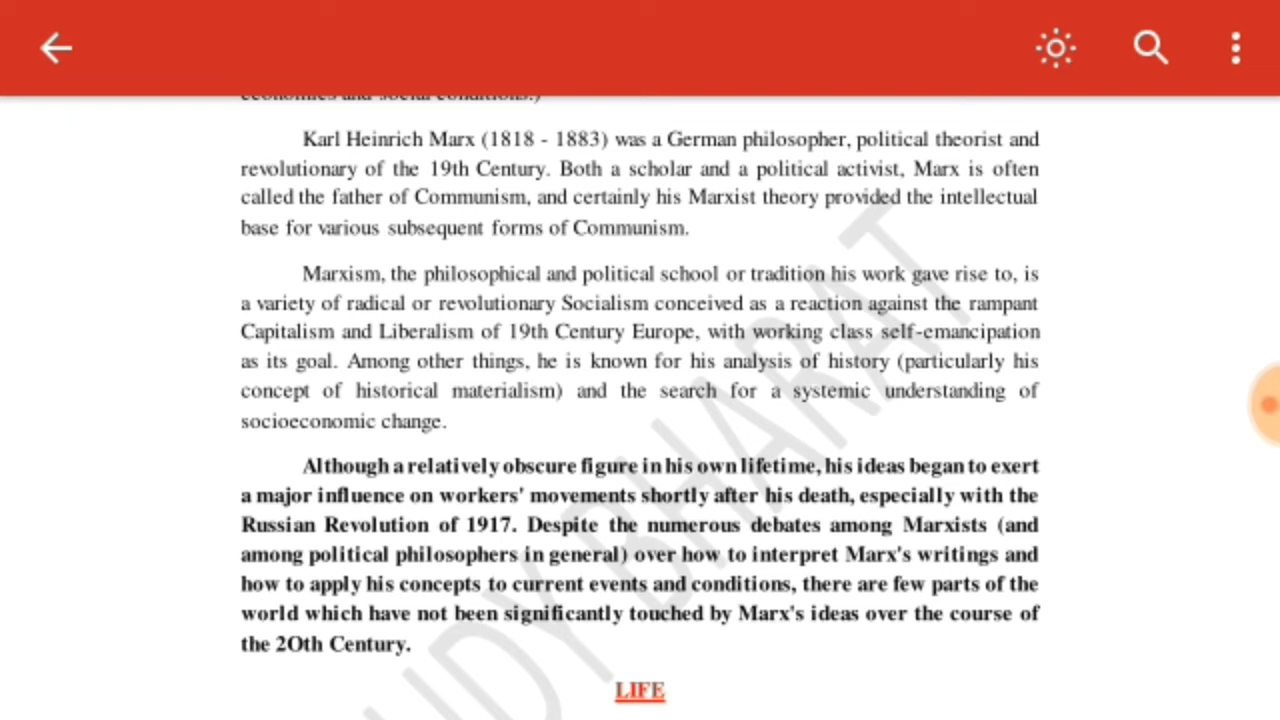 economics and social conditions.)
Karl Heinrich Marx (1818 - 1883) was a German philosopher, political theorist and
revolutionary of the 19th Century. Both a scholar and a political activist, Marx is often
called the father of Communism, and certainly his Marxist theory provided the intellectual
base for various subsequent forms of Communism.
Marxism, the philosophical and political school or tradition his work gave rise to, is
a variety of radical or revolutionary Socialism conceived as a reaction against the rampant
Capitalism and Liberalism of 19th Century Europe, with working class self-emancipation
as its goal. Among other things, he is known for his analysis of history (particularly his
concept of historical materialism) and the search for a systemic understanding of
socioeconomic change.
Although a relatively obscure figure in his own lifetime, his ideas began to exert
a major influence on workers' movements shortly after his death, especially with the
Russian Revolution of 1917. Despite the numerous debates among Marxists (and
among political philosophers in general) over how to interpret Marx's writings and
how to apply his concepts to current events and conditions, there are few parts of the
world which have not been significantly touched by Marx's ideas over the course of
the 2Oth Century.
LIFE
UDY BHARAT